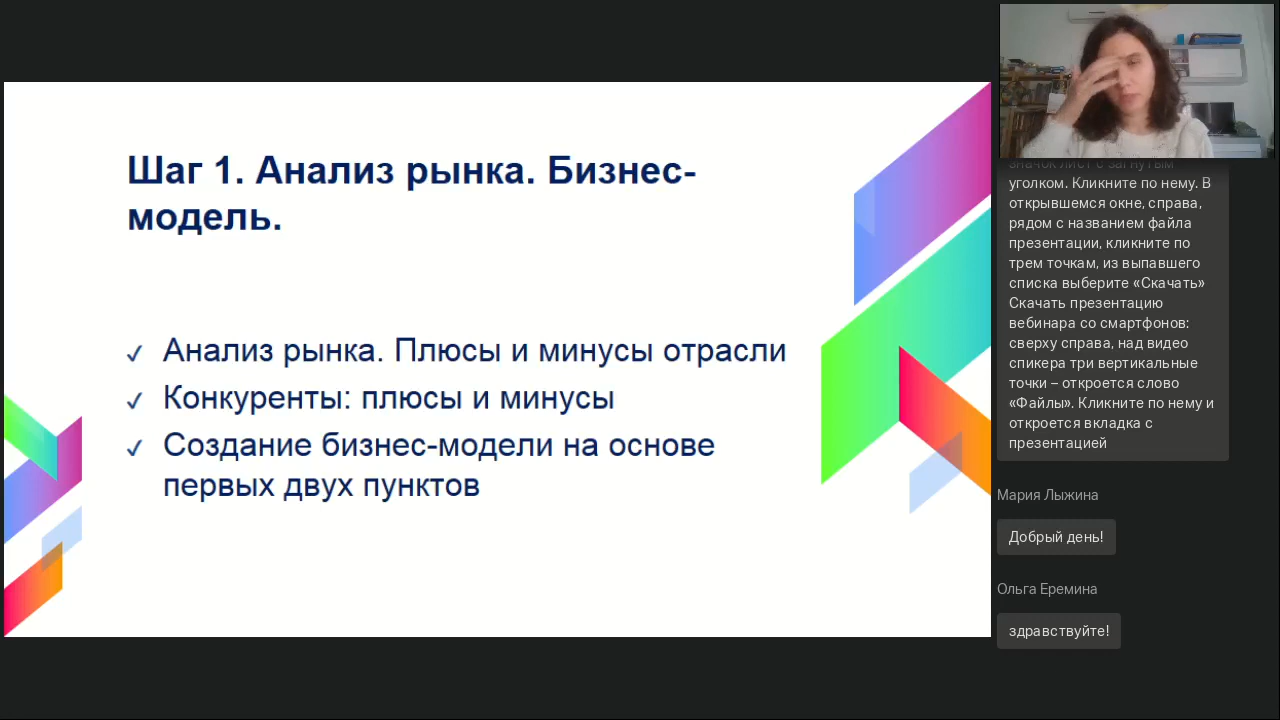 Шаг 1. Анализ рынка. Бизнес-
модель.
✓ Анализ рынка. Плюсы и минусы отрасли
✓ Конкуренты: плюсы и минусы
✓ Создание бизнес-модели на основе
первых двух пунктов
значок лист с загнутым
уголком. Кликните по нему. В
открывшемся окне, справа,
рядом с названием файла
презентации, кликните по
трем точкам, из выпавшего
списка выберите «Скачать»
Скачать презентацию
вебинара со смартфонов:
сверху справа, над видео
спикера три вертикальные
точки – откроется слово
«Файлы». Кликните по нему и
откроется вкладка с
презентацией
Мария Лыжина
Добрый день!
Ольга Еремина
здравствуйте!